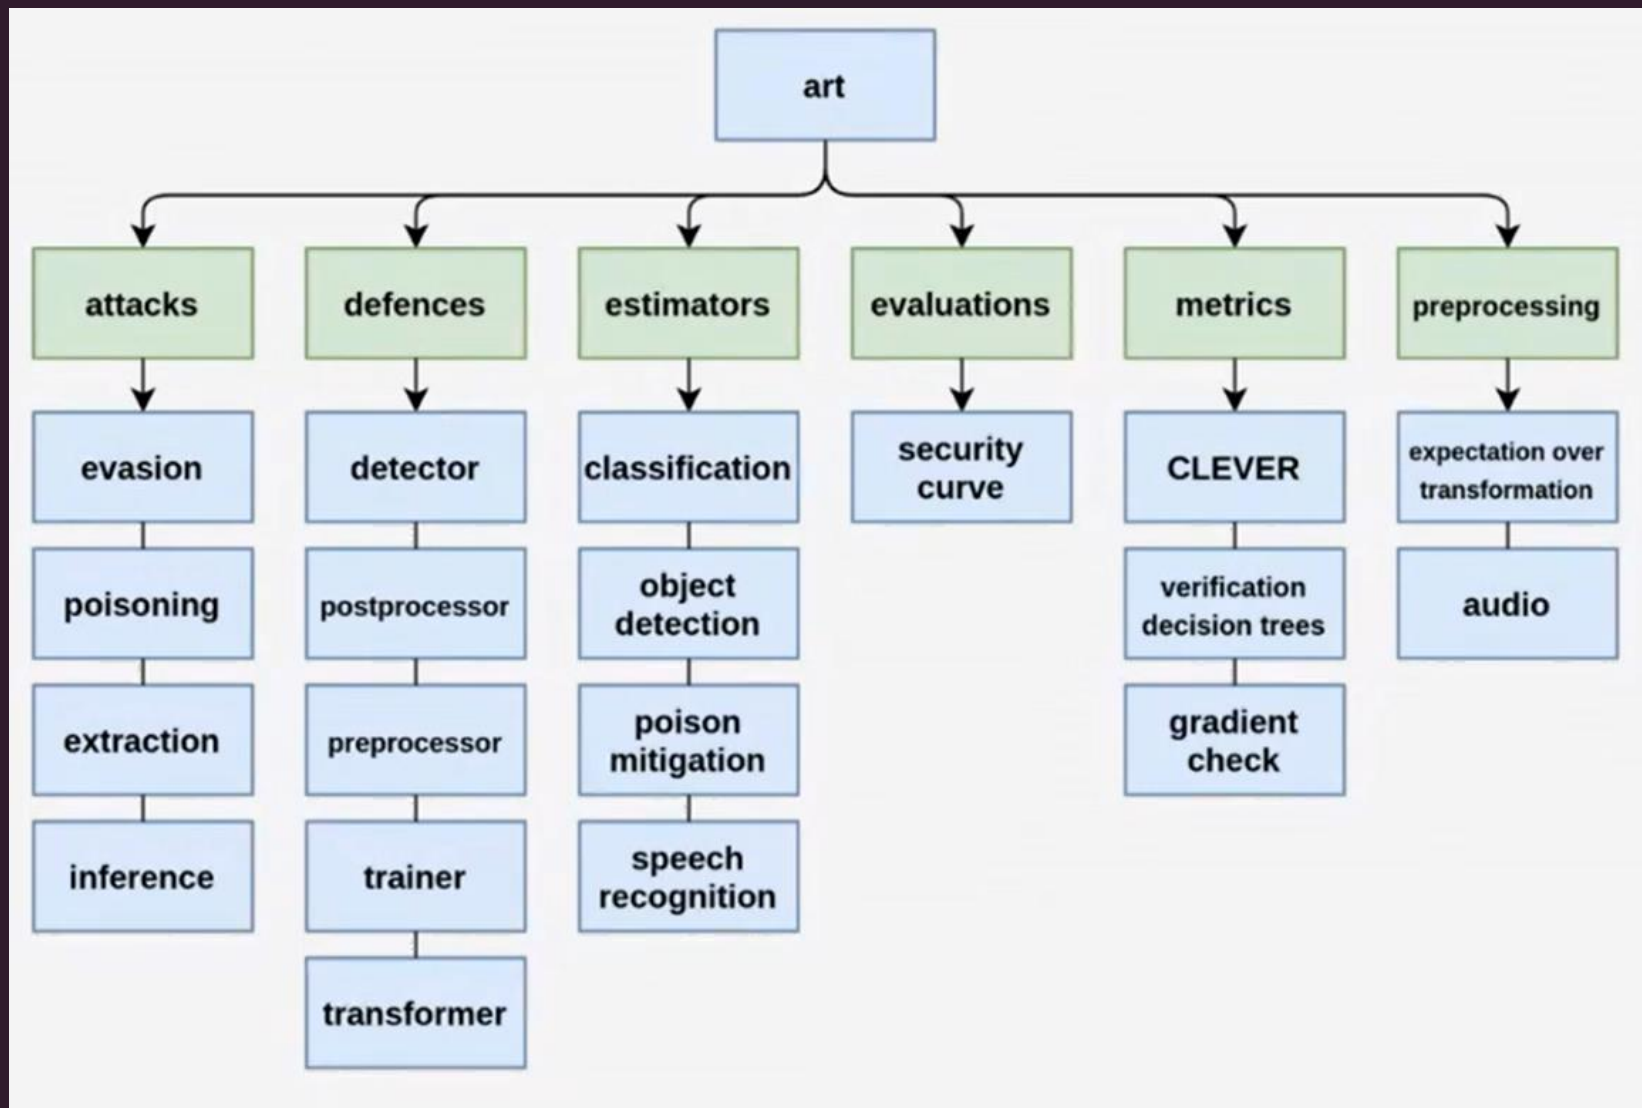 art
attacks
defences
estimators
evaluations
metrics
preprocessing
evasion
poisoning
extraction
inference
detector
postprocessor
preprocessor
trainer
transformer
classification
object
detection
poison
mitigation
speech
recognition
security
curve
CLEVER
verification
decision trees
gradient
check
expectation over
transformation
audio